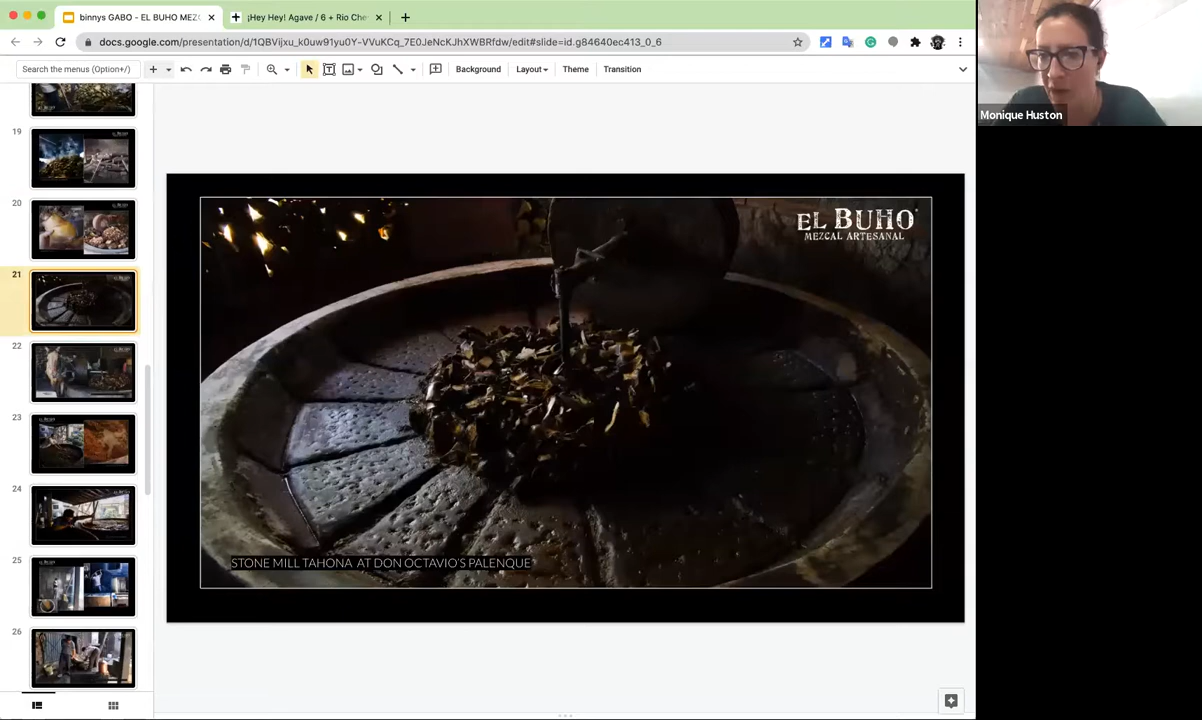 binnys GABO - EL BUHO MEZC
¡Hey Hey! Agave / 6 + Rio Che
docs.google.com/presentation/d/1QBVijxu_k0uw91yu0Y-VVuKCq_7E0JeNcKJhXWBRfdw/edit#slide=id.g84640ec413_0_6
Search the menus (Option+/)
Background
Layout
Theme
Transition
Monique Huston
19
20
21
22
23
24
25
26
EL BUHO
MEZCAL ARTESANAL
STONE MILL TAHONA AT DON OCTAVIO'S PALENQUE